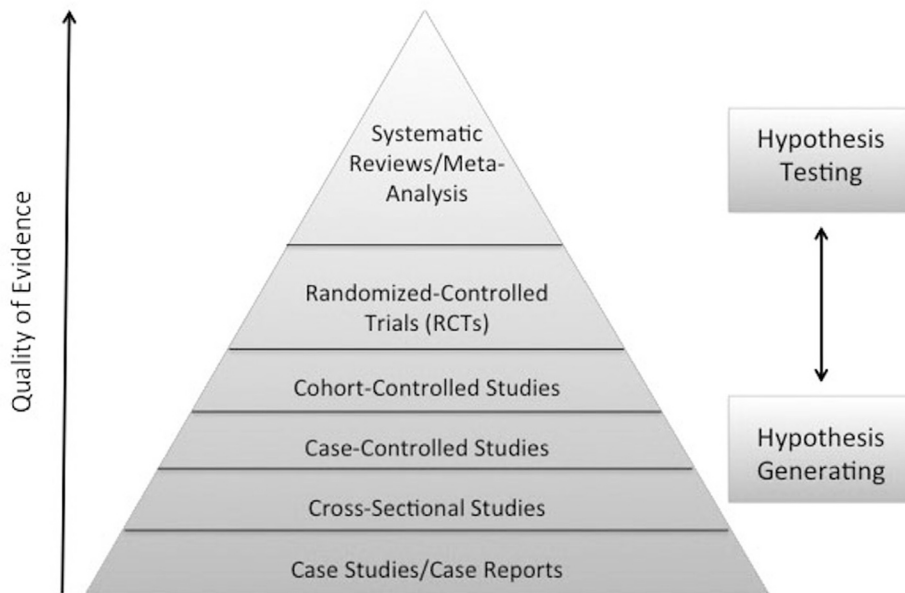 Quality of Evidence
Systematic
Reviews/Meta-
Analysis
Randomized-Controlled
Trials (RCTs)
Cohort-Controlled Studies
Case-Controlled Studies
Cross-Sectional Studies
Case Studies/Case Reports
Hypothesis
Testing
Hypothesis
Generating